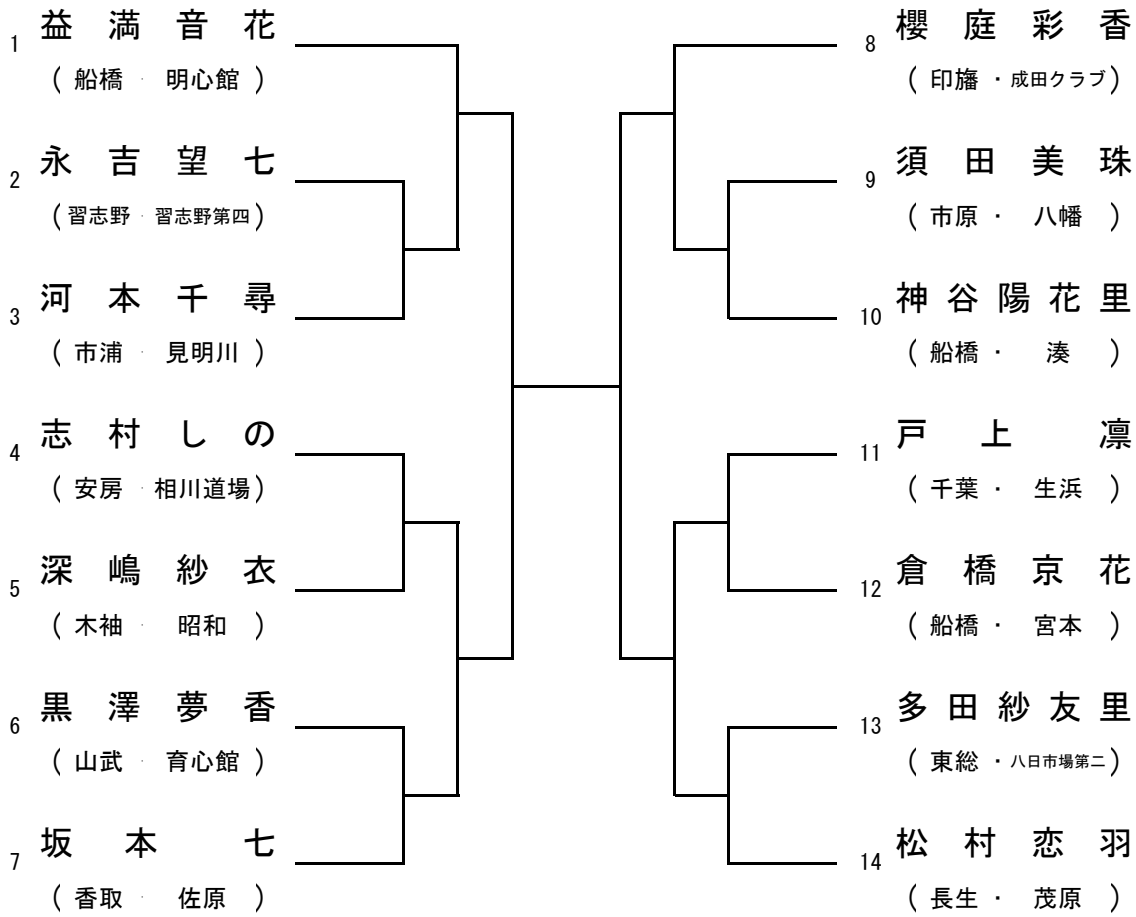 1 益満音花
(船橋・明心館)
2 永吉望七
(習志野・習志野第四)
3 河本千尋
(市浦・見明川)
4 志村しの
(安房・相川道場)
5 深嶋紗衣
(木袖・昭和)
6 黒澤夢香
(山武・育心館)
7 坂本七
(香取・佐原)
8 櫻庭彩香
(印旛・成田クラブ)
9 須田美珠
(市原・八幡)
10 神谷陽花里
(船橋・湊)
11 戸上凛
(千葉・生浜)
12 倉橋京花
(船橋・宮本)
13 多田紗友里
(東総・八日市場第二)
14 松村恋羽
(長生・茂原)